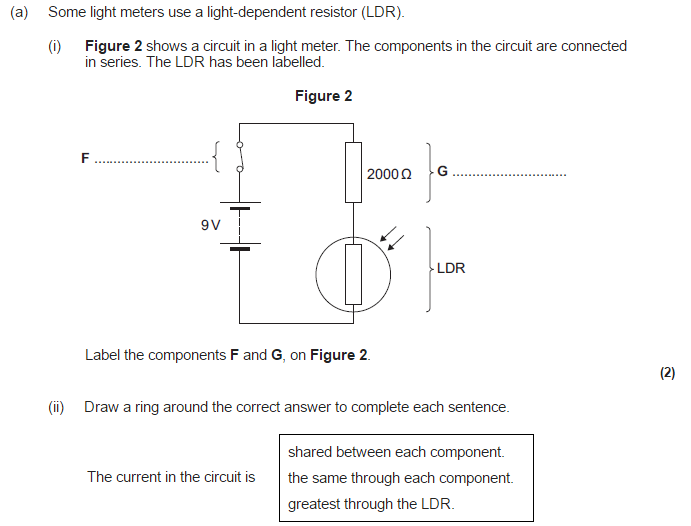 (a) Some light meters use a light-dependent resistor (LDR).
(i) Figure 2 shows a circuit in a light meter. The components in the circuit are connected
in series. The LDR has been labelled.
Figure 2
F ..............................
2000 Ω
G ..............................
9 V
LDR
Label the components F and G, on Figure 2.
(2)
(ii) Draw a ring around the correct answer to complete each sentence.
shared between each component.
The current in the circuit is the same through each component.
greatest through the LDR.